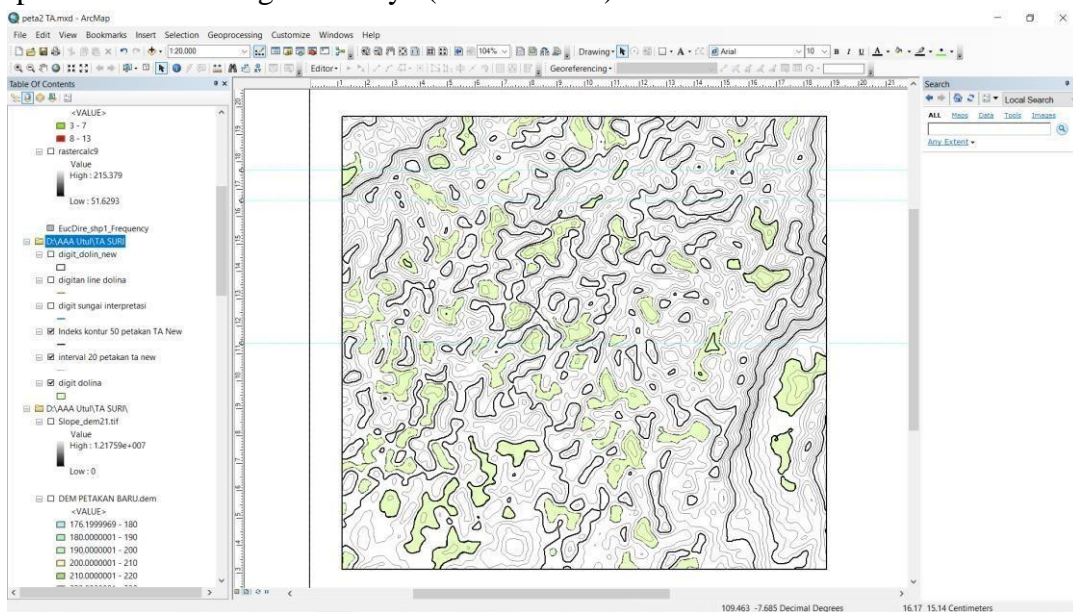 peta2 TA.mxd - ArcMap
File Edit View Bookmarks Insert Selection Geoprocessing Customize Windows Help
1:20.000
104%
Drawing
Arial
10
B I U
A
Editor
Georeferencing
Table Of Contents
<VALUE>
3 - 7
8 - 13
rastercalc9
Value
High : 215.379
Low : 51.6293
EucDire_shp1_Frequency
D:\AAA Utul\TA SURI
digit_dolin_new
digitan line dolina
digit sungai interpretasi
Indeks kontur 50 petakan TA New
interval 20 petakan ta new
digit dolina
D:\AAA Utul\TA SURI\
Slope_dem21.tif
Value
High : 1.21759e+007
Low : 0
DEM PETAKAN BARU.dem
<VALUE>
176.1999969 - 180
180.0000001 - 190
190.0000001 - 200
200.0000001 - 210
210.0000001 - 220
Search
Local Search
ALL Maps Data Tools Images
Any Extent
109.463 -7.685 Decimal Degrees
16.17 15.14 Centimeters